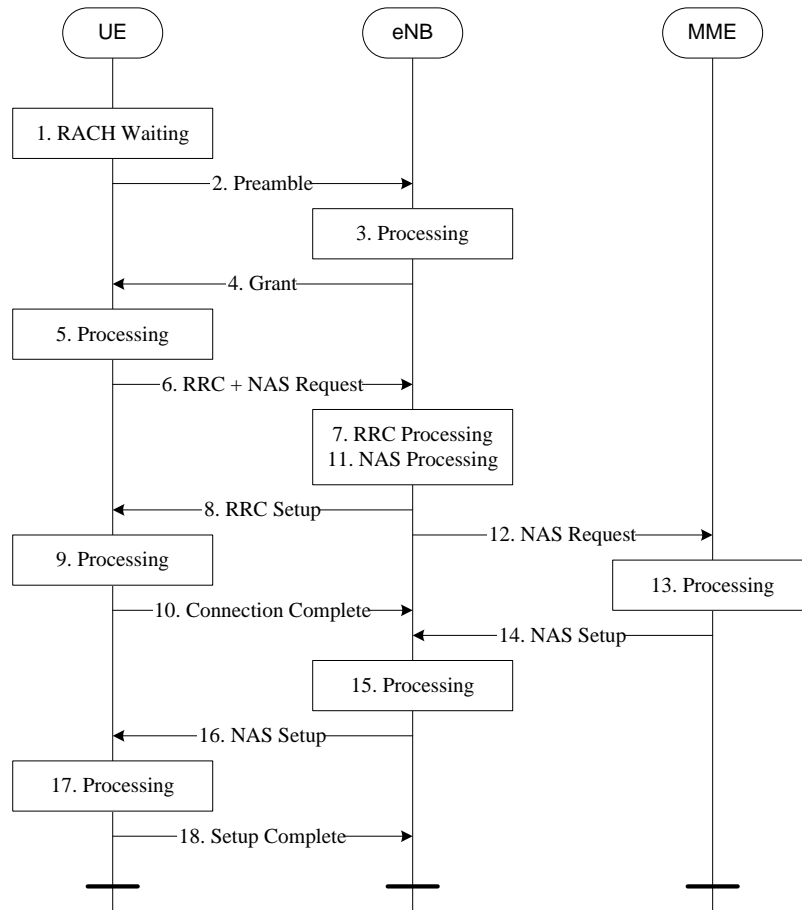 UE
eNB
MME
1. RACH Waiting
2. Preamble
3. Processing
4. Grant
5. Processing
6. RRC + NAS Request
7. RRC Processing
11. NAS Processing
8. RRC Setup
12. NAS Request
9. Processing
13. Processing
10. Connection Complete
14. NAS Setup
15. Processing
16. NAS Setup
17. Processing
18. Setup Complete